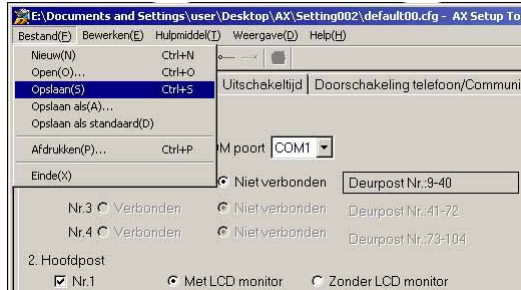 E:\Documents and Settings\user\Desktop\AX\Setting002\default00.cfg - AX Setup To
Bestand(F) Bewerken(E) Hulpmiddel(T) Weergave(D) Help(H)
Nieuw(N) Ctrl+N
Open(O)... Ctrl+O
Opslaan(S) Ctrl+S
Opslaan als(A)...
Opslaan als standaard(D)
Afdrukken(P)... Ctrl+P
Einde(X)
Uitschakeltijd Doorschakeling telefoon/Communi
M poort COM1
Niet verbonden Deurpost Nr.:9-40
Nr.3 Verbonden Niet verbonden Deurpost Nr.:41-72
Nr.4 Verbonden Niet verbonden Deurpost Nr.:73-104
2. Hoofdpost
Nr.1 Met LCD monitor Zonder LCD monitor